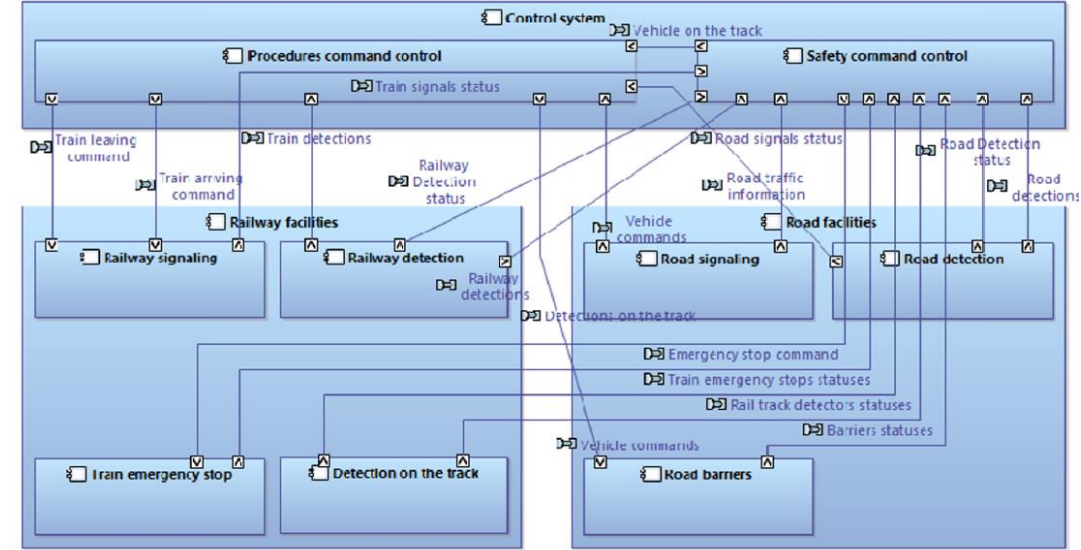 Control system
Vehicle on the track
Procedures command control
Safety command control
Train signals status
Train leaving
command
Train detections
Road signals status
Road Detection
status
Railway
Detection
status
Train arriving
command
Road traffic
information
Road
detections
Railway facilities
Vehicle
commands
Road facilities
Railway signaling
Railway detection
Road signaling
Road detection
Railway
detections
Detections on the track
Emergency stop command
Train emergency stops statuses
Rail track detectors statuses
Barriers statuses
Vehicle commands
Train emergency stop
Detection on the track
Road barriers